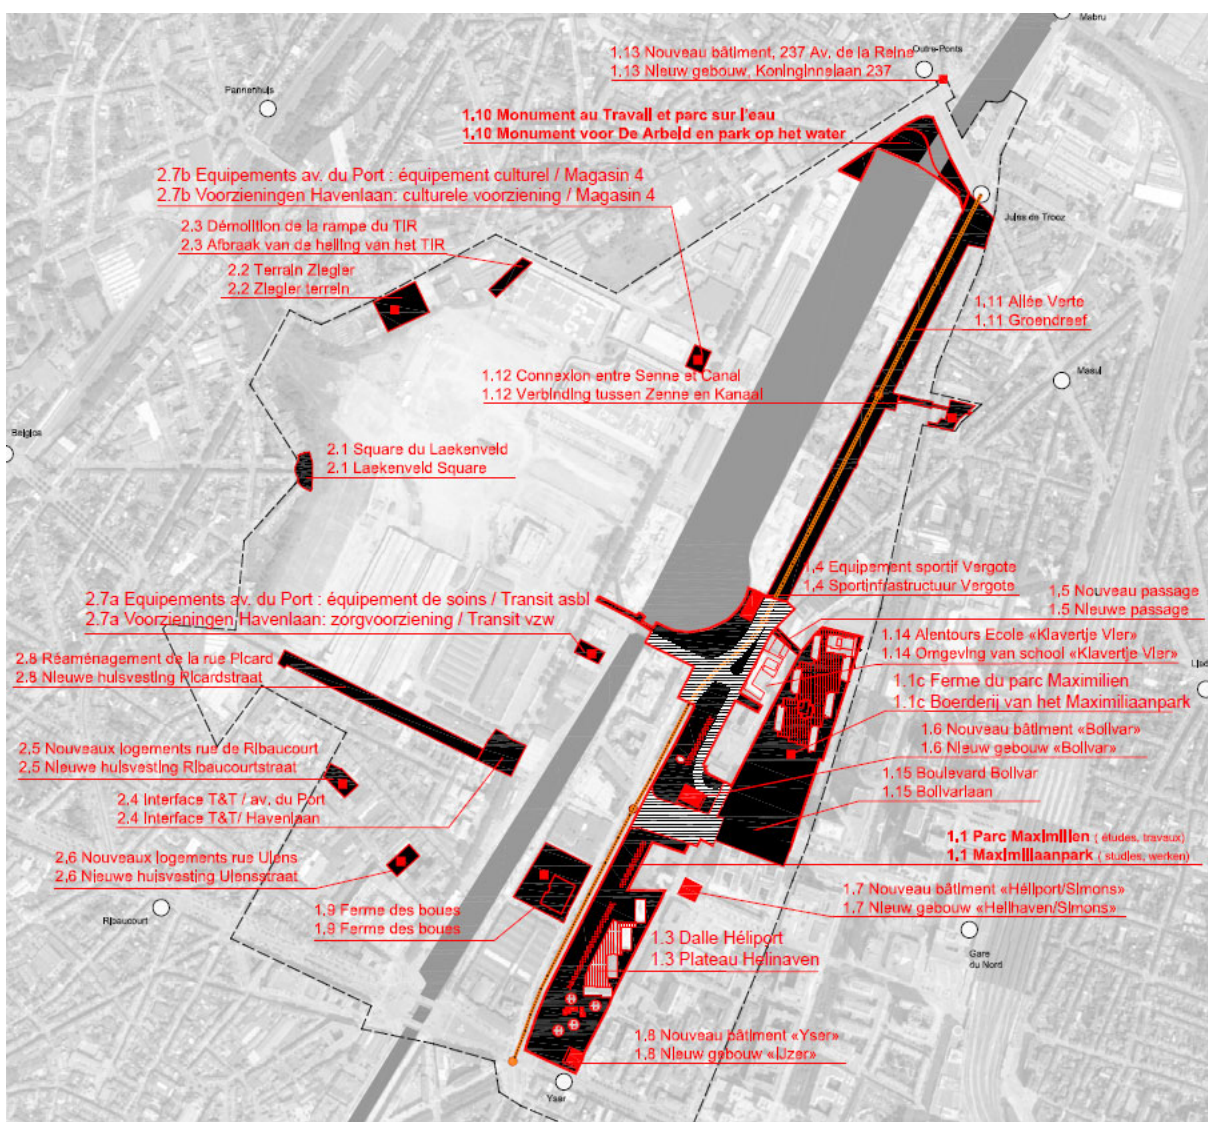 Mabru
1.13 Nouveau bâtiment, 237 Av. de la Reine
Outre-Ponts
1.13 Nieuw gebouw, Koninginnelaan 237
Pannenhuis
1.10 Monument au Travail et parc sur l'eau
1.10 Monument voor De Arbeid en park op het water
2.7b Equipements av. du Port : équipement culturel / Magasin 4
2.7b Voorzieningen Havenlaan: culturele voorziening / Magasin 4
Jules de Trooz
2.3 Démolition de la rampe du TIR
2.3 Afbraak van de helling van het TIR
2.2 Terrain Ziegler
2.2 Ziegler terrein
1.11 Allée Verte
1.11 Groendreef
1.12 Connexion entre Senne et Canal
1.12 Verbinding tussen Zenne en Kanaal
Masui
Belgica
2.1 Square du Laekenveld
2.1 Laekenveld Square
1.4 Equipement sportif Vergote
1.4 Sportinfrastructuur Vergote
1.5 Nouveau passage
1.5 Nieuwe passage
2.7a Equipements av. du Port : équipement de soins / Transit asbl
2.7a Voorzieningen Havenlaan: zorgvoorziening / Transit vzw
1.14 Alentours Ecole «Klavertje Vier»
1.14 Omgeving van school «Klavertje Vier»
2.8 Réaménagement de la rue Picard
2.8 Nieuwe huisvesting Picardstraat
1.1c Ferme du parc Maximilien
1.1c Boerderij van het Maximiliaanpark
1.6 Nouveau bâtiment «Bolivar»
1.6 Nieuw gebouw «Bolivar»
2.5 Nouveaux logements rue de Ribaucourt
2.5 Nieuwe huisvesting Ribaucourtstraat
1.15 Boulevard Bolivar
1.15 Bolivarlaan
2.4 Interface T&T / av. du Port
2.4 Interface T&T/ Havenlaan
1.1 Parc Maximilien ( études, travaux)
1.1 Maximiliaanpark ( studies, werken)
2.6 Nouveaux logements rue Ulens
2.6 Nieuwe huisvesting Ulensstraat
1.7 Nouveau bâtiment «Héliport/Simons»
1.7 Nieuw gebouw «Helihaven/Simons»
Ribaucourt
1.9 Ferme des boues
1.9 Ferme des boues
1.3 Dalle Héliport
1.3 Plateau Helihaven
Gare
du Nord
1.8 Nouveau bâtiment «Yser»
1.8 Nieuw gebouw «IJzer»
Yser